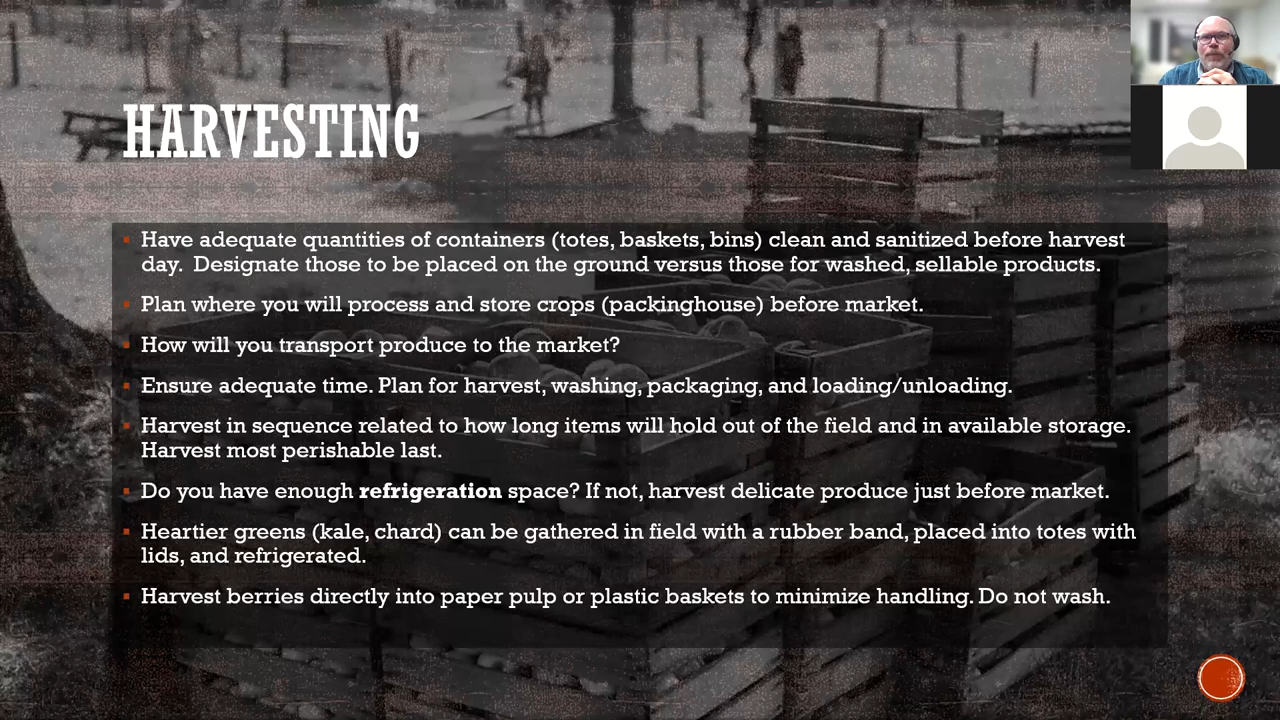 HARVESTING
Have adequate quantities of containers (totes, baskets, bins) clean and sanitized before harvest
day.  Designate those to be placed on the ground versus those for washed, sellable products.
Plan where you will process and store crops (packinghouse) before market.
How will you transport produce to the market?
Ensure adequate time. Plan for harvest, washing, packaging, and loading/unloading.
Harvest in sequence related to how long items will hold out of the field and in available storage.
Harvest most perishable last.
Do you have enough refrigeration space? If not, harvest delicate produce just before market.
Heartier greens (kale, chard) can be gathered in field with a rubber band, placed into totes with
lids, and refrigerated.
Harvest berries directly into paper pulp or plastic baskets to minimize handling. Do not wash.